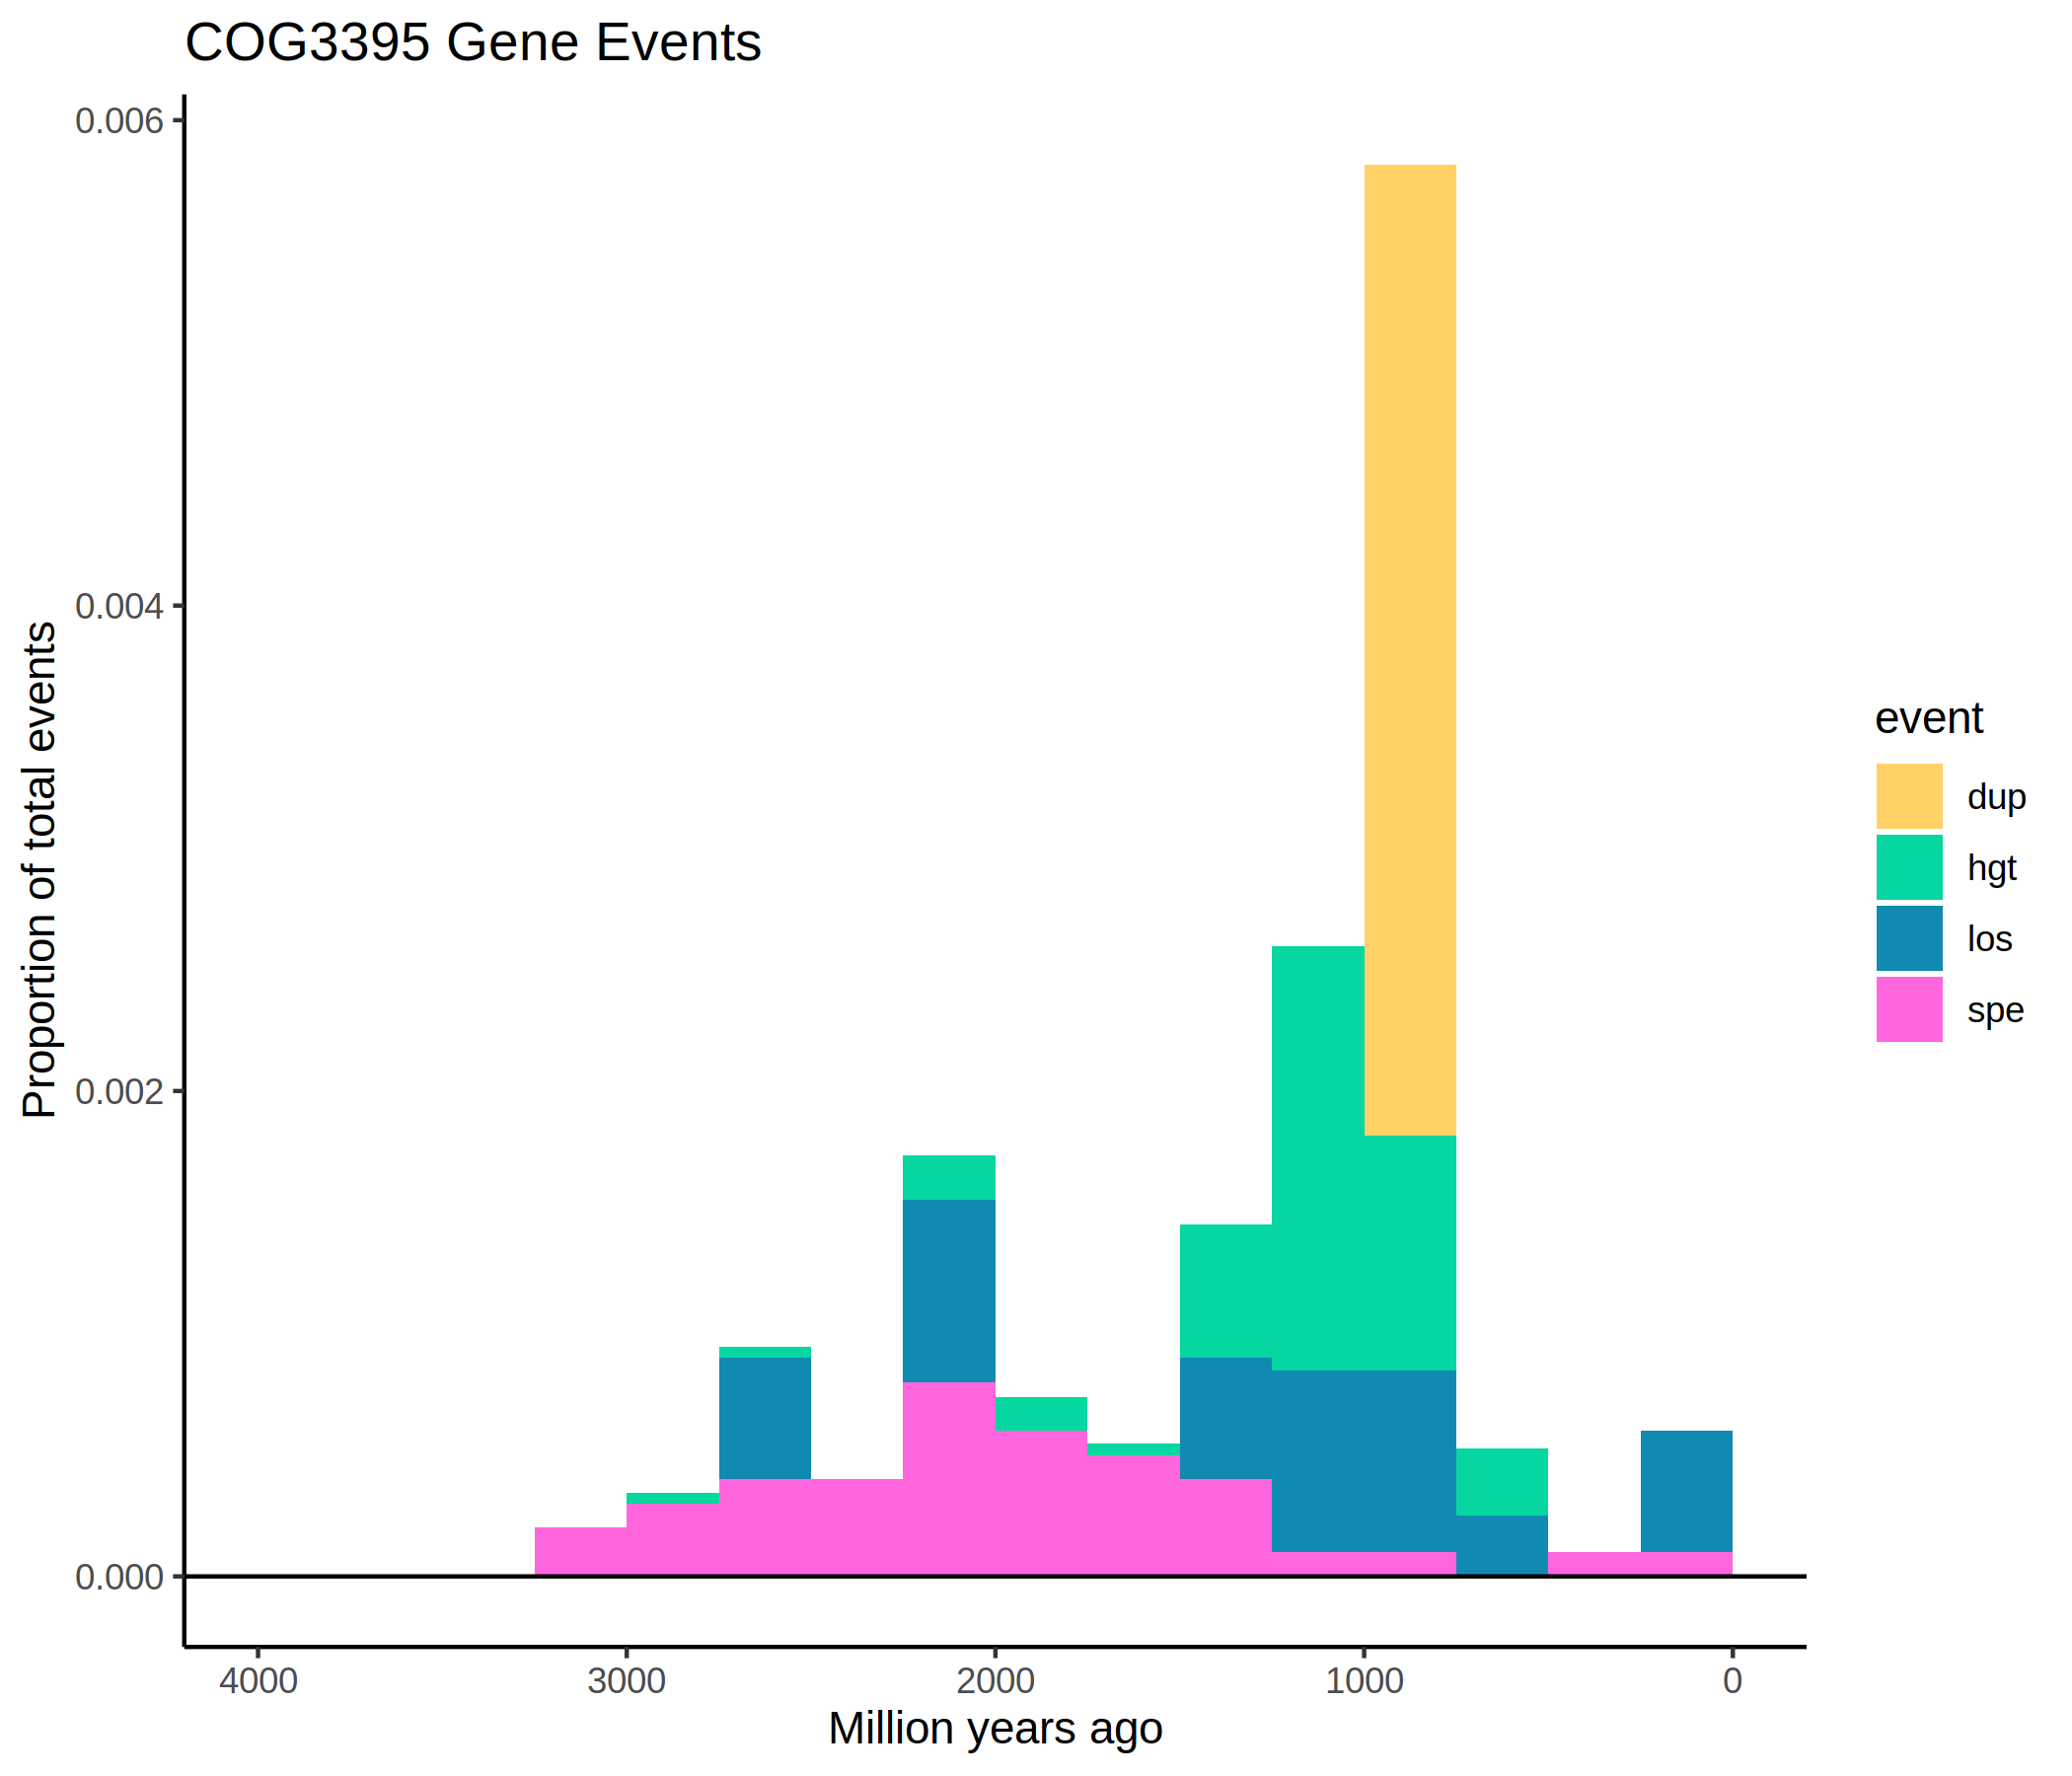 COG3395 Gene Events
0.006
0.004
0.002
0.000
Proportion of total events
4000 3000 2000 1000 0
Million years ago
event
dup
hgt
los
spe